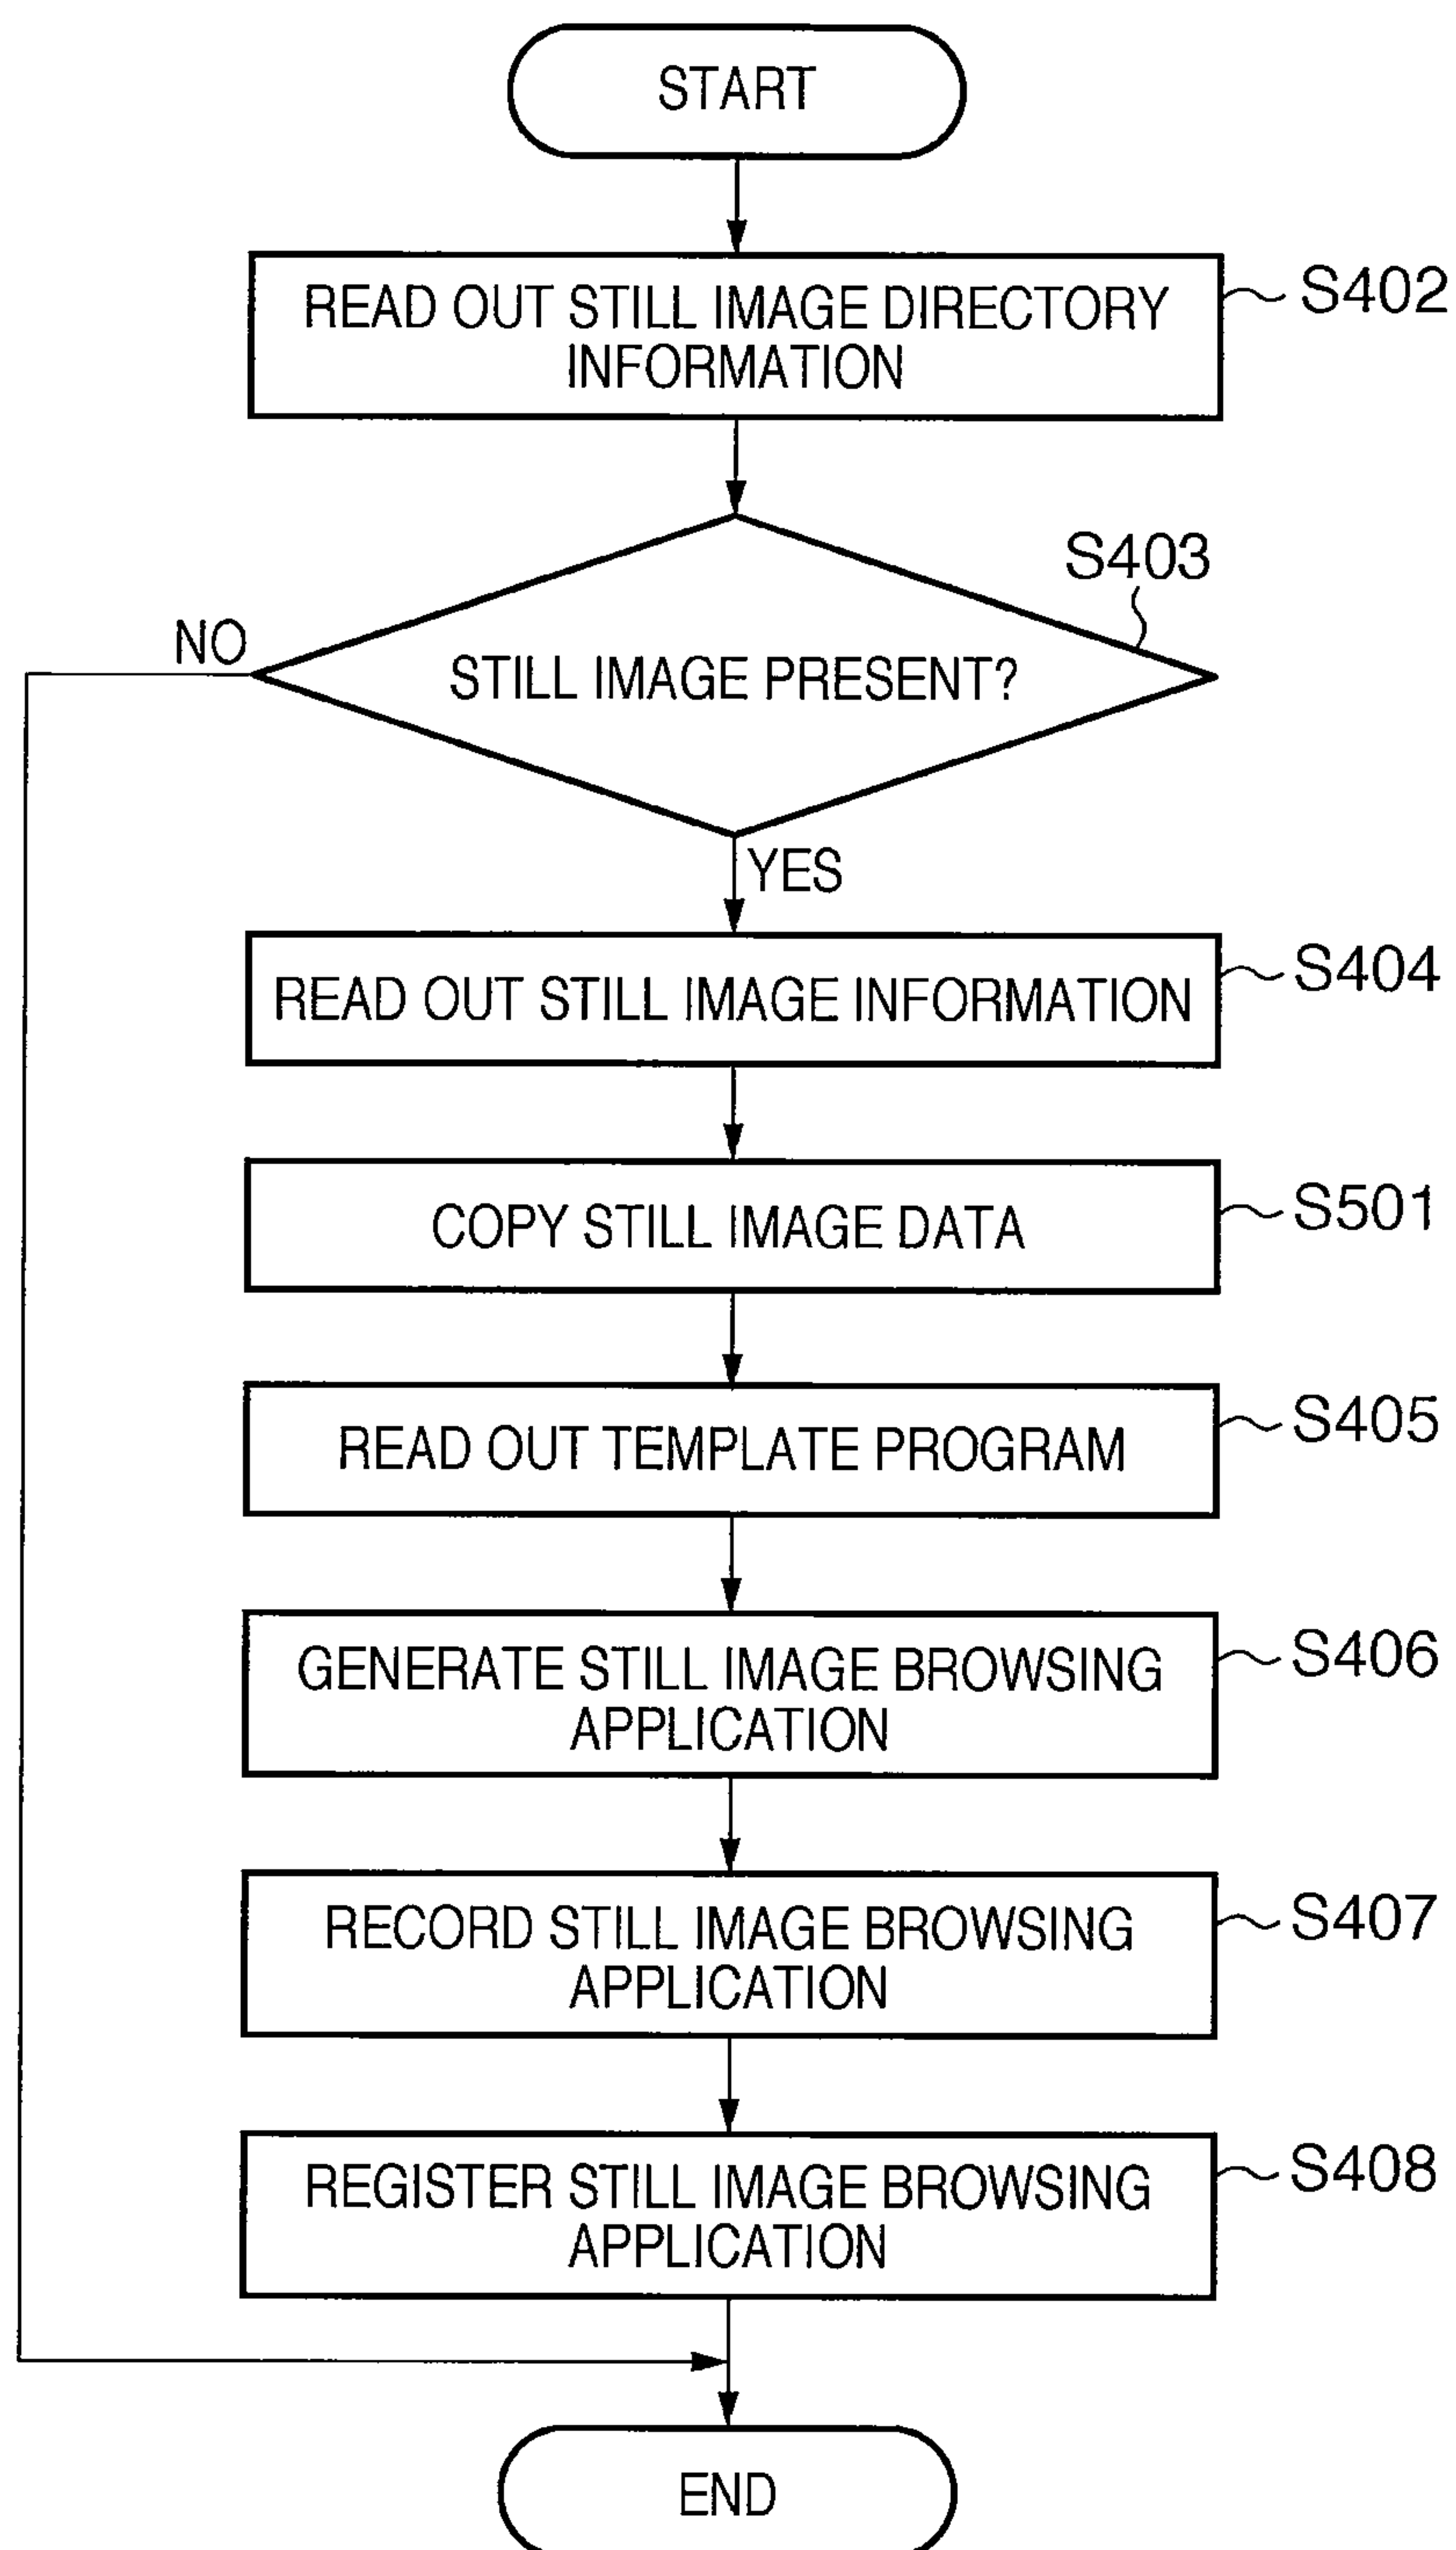 START
READ OUT STILL IMAGE DIRECTORY
INFORMATION
S402
S403
NO
STILL IMAGE PRESENT?
YES
READ OUT STILL IMAGE INFORMATION
S404
COPY STILL IMAGE DATA
S501
READ OUT TEMPLATE PROGRAM
S405
GENERATE STILL IMAGE BROWSING
APPLICATION
S406
RECORD STILL IMAGE BROWSING
APPLICATION
S407
REGISTER STILL IMAGE BROWSING
APPLICATION
S408
END